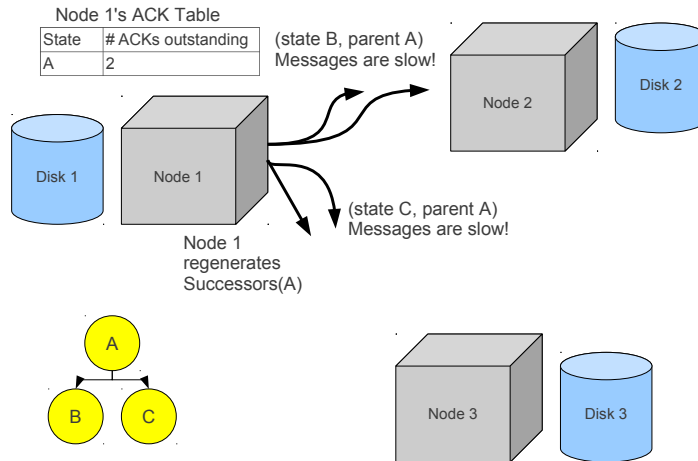 Node 1's ACK Table
State # ACKs outstanding
A 2
(state B, parent A)
Messages are slow!
Disk 2
Node 2
Disk 1
Node 1
(state C, parent A)
Messages are slow!
Node 1
regenerates
Successors(A)
A
B C
Node 3
Disk 3